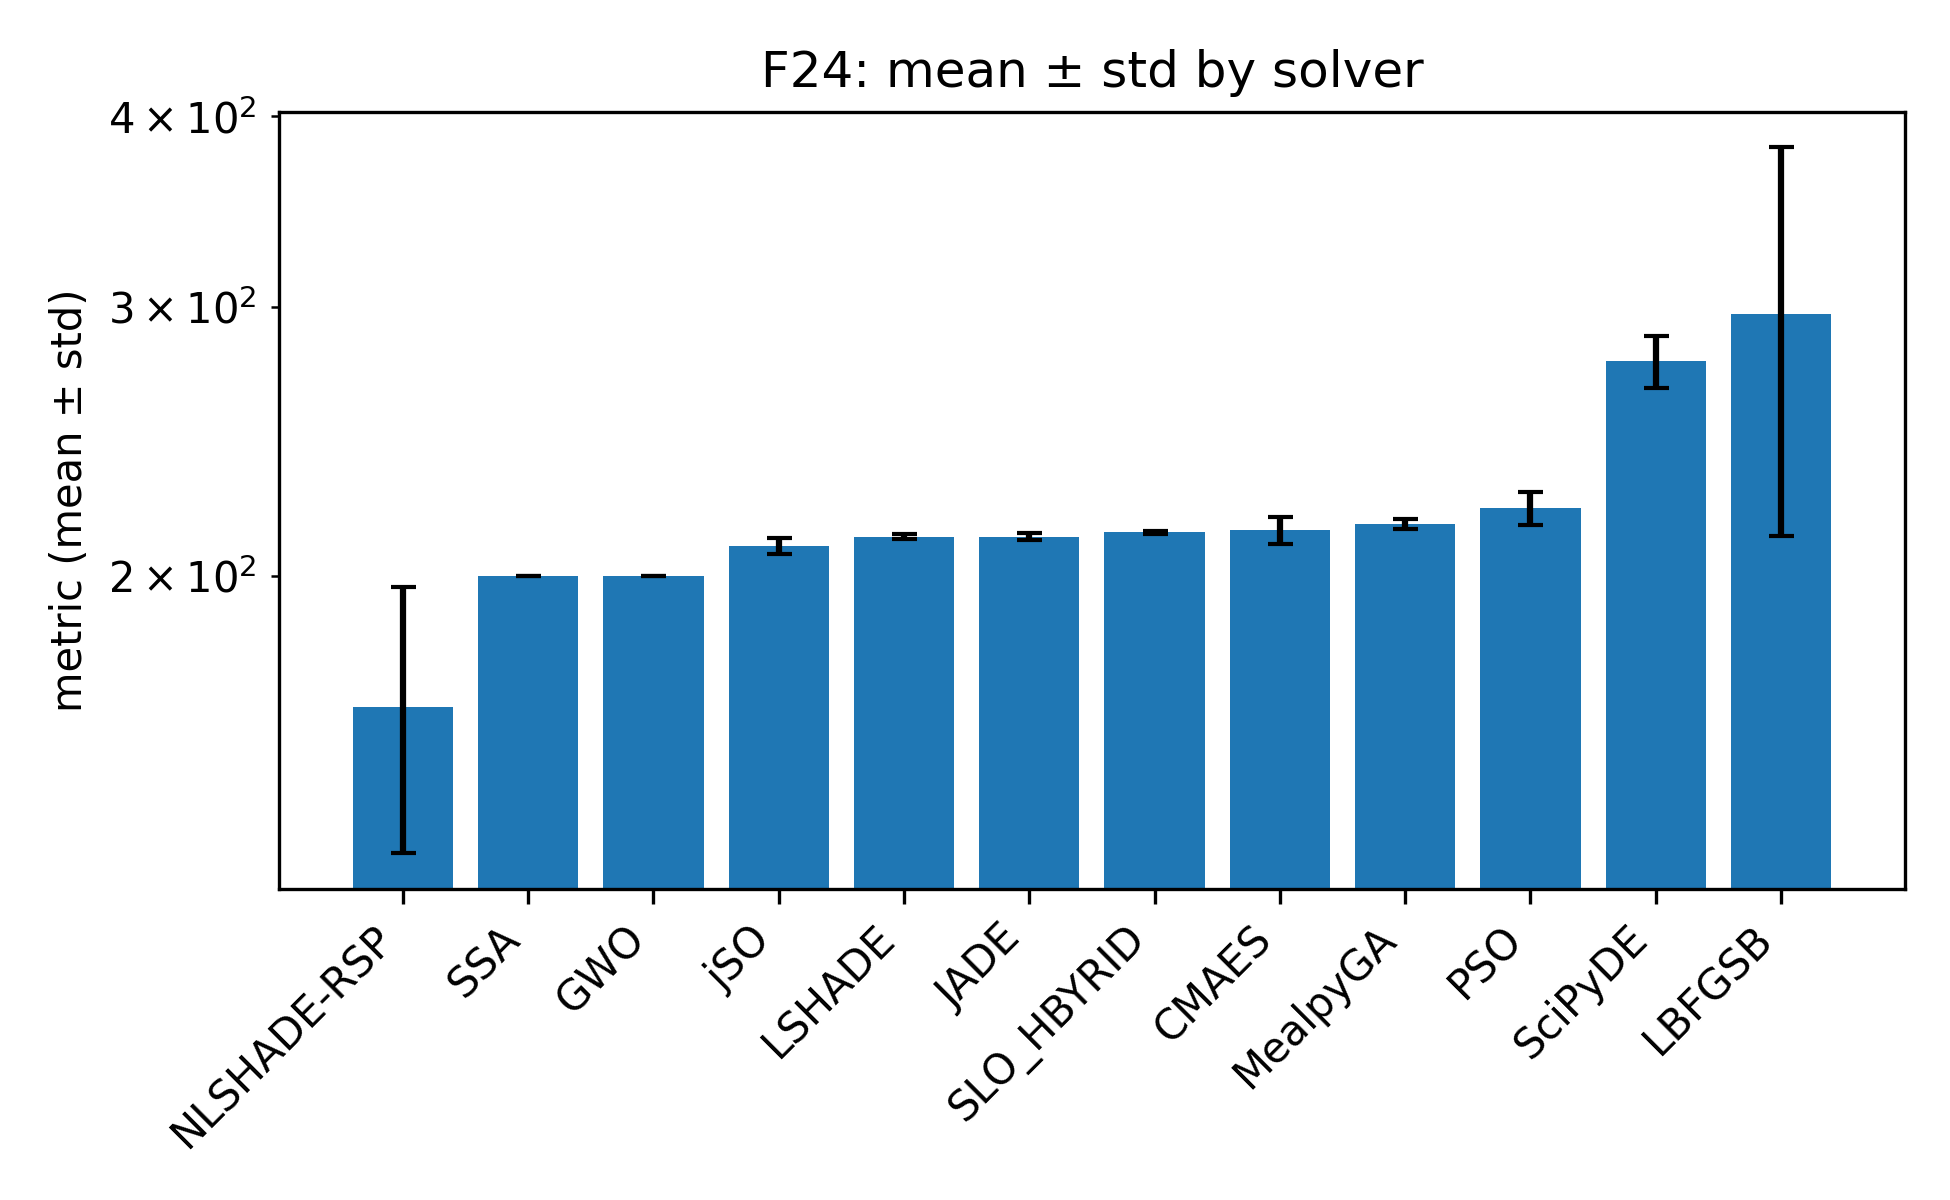 F24: mean ± std by solver
4 × 10²
3 × 10²
2 × 10²
metric (mean ± std)
NLSHADE-RSP
SSA
GWO
jSO
LSHADE
JADE
SLO_HBYRID
CMAES
MealpyGA
PSO
SciPyDE
LBFGSB